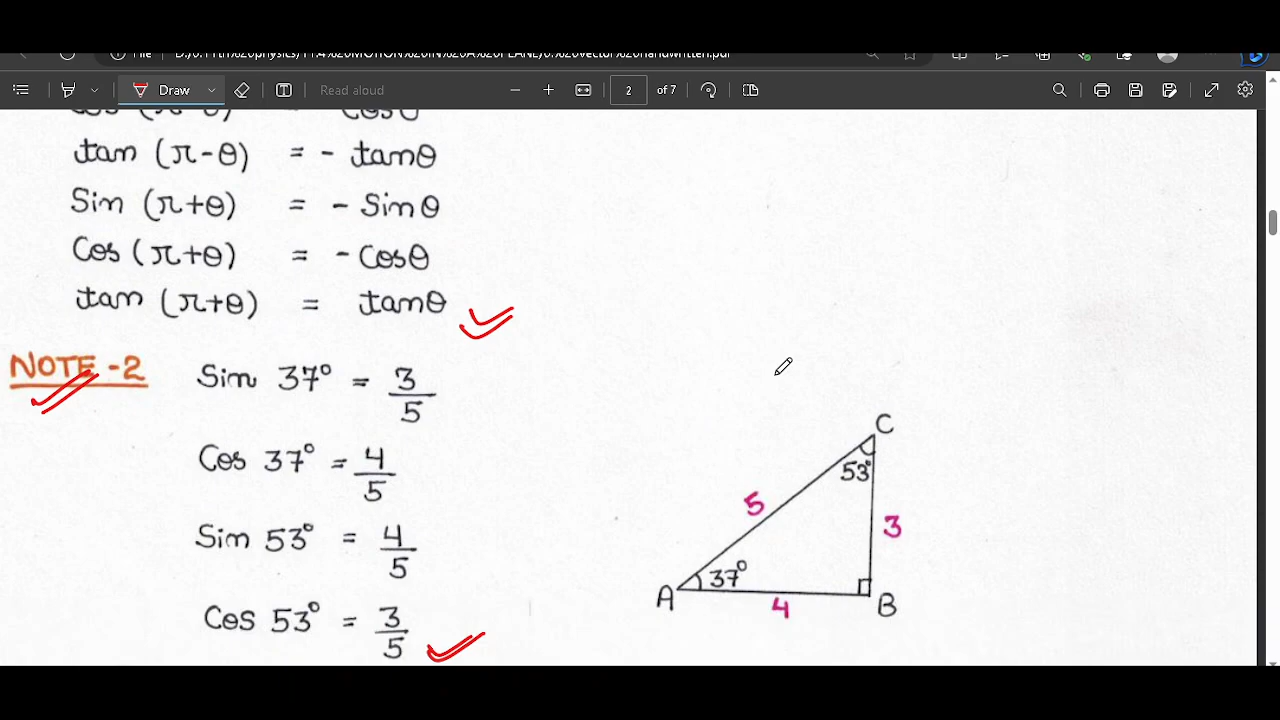 File
Draw
Read aloud
2 of 7
tan (π-θ) = - tanθ
Sin (π+θ) = - Sinθ
Cos (π+θ) = - Cosθ
tan (π+θ) = tanθ
NOTE-2
Sin 37° = 3/5
Cos 37° = 4/5
Sin 53° = 4/5
Cos 53° = 3/5
C
53°
5
3
37°
A
4
B